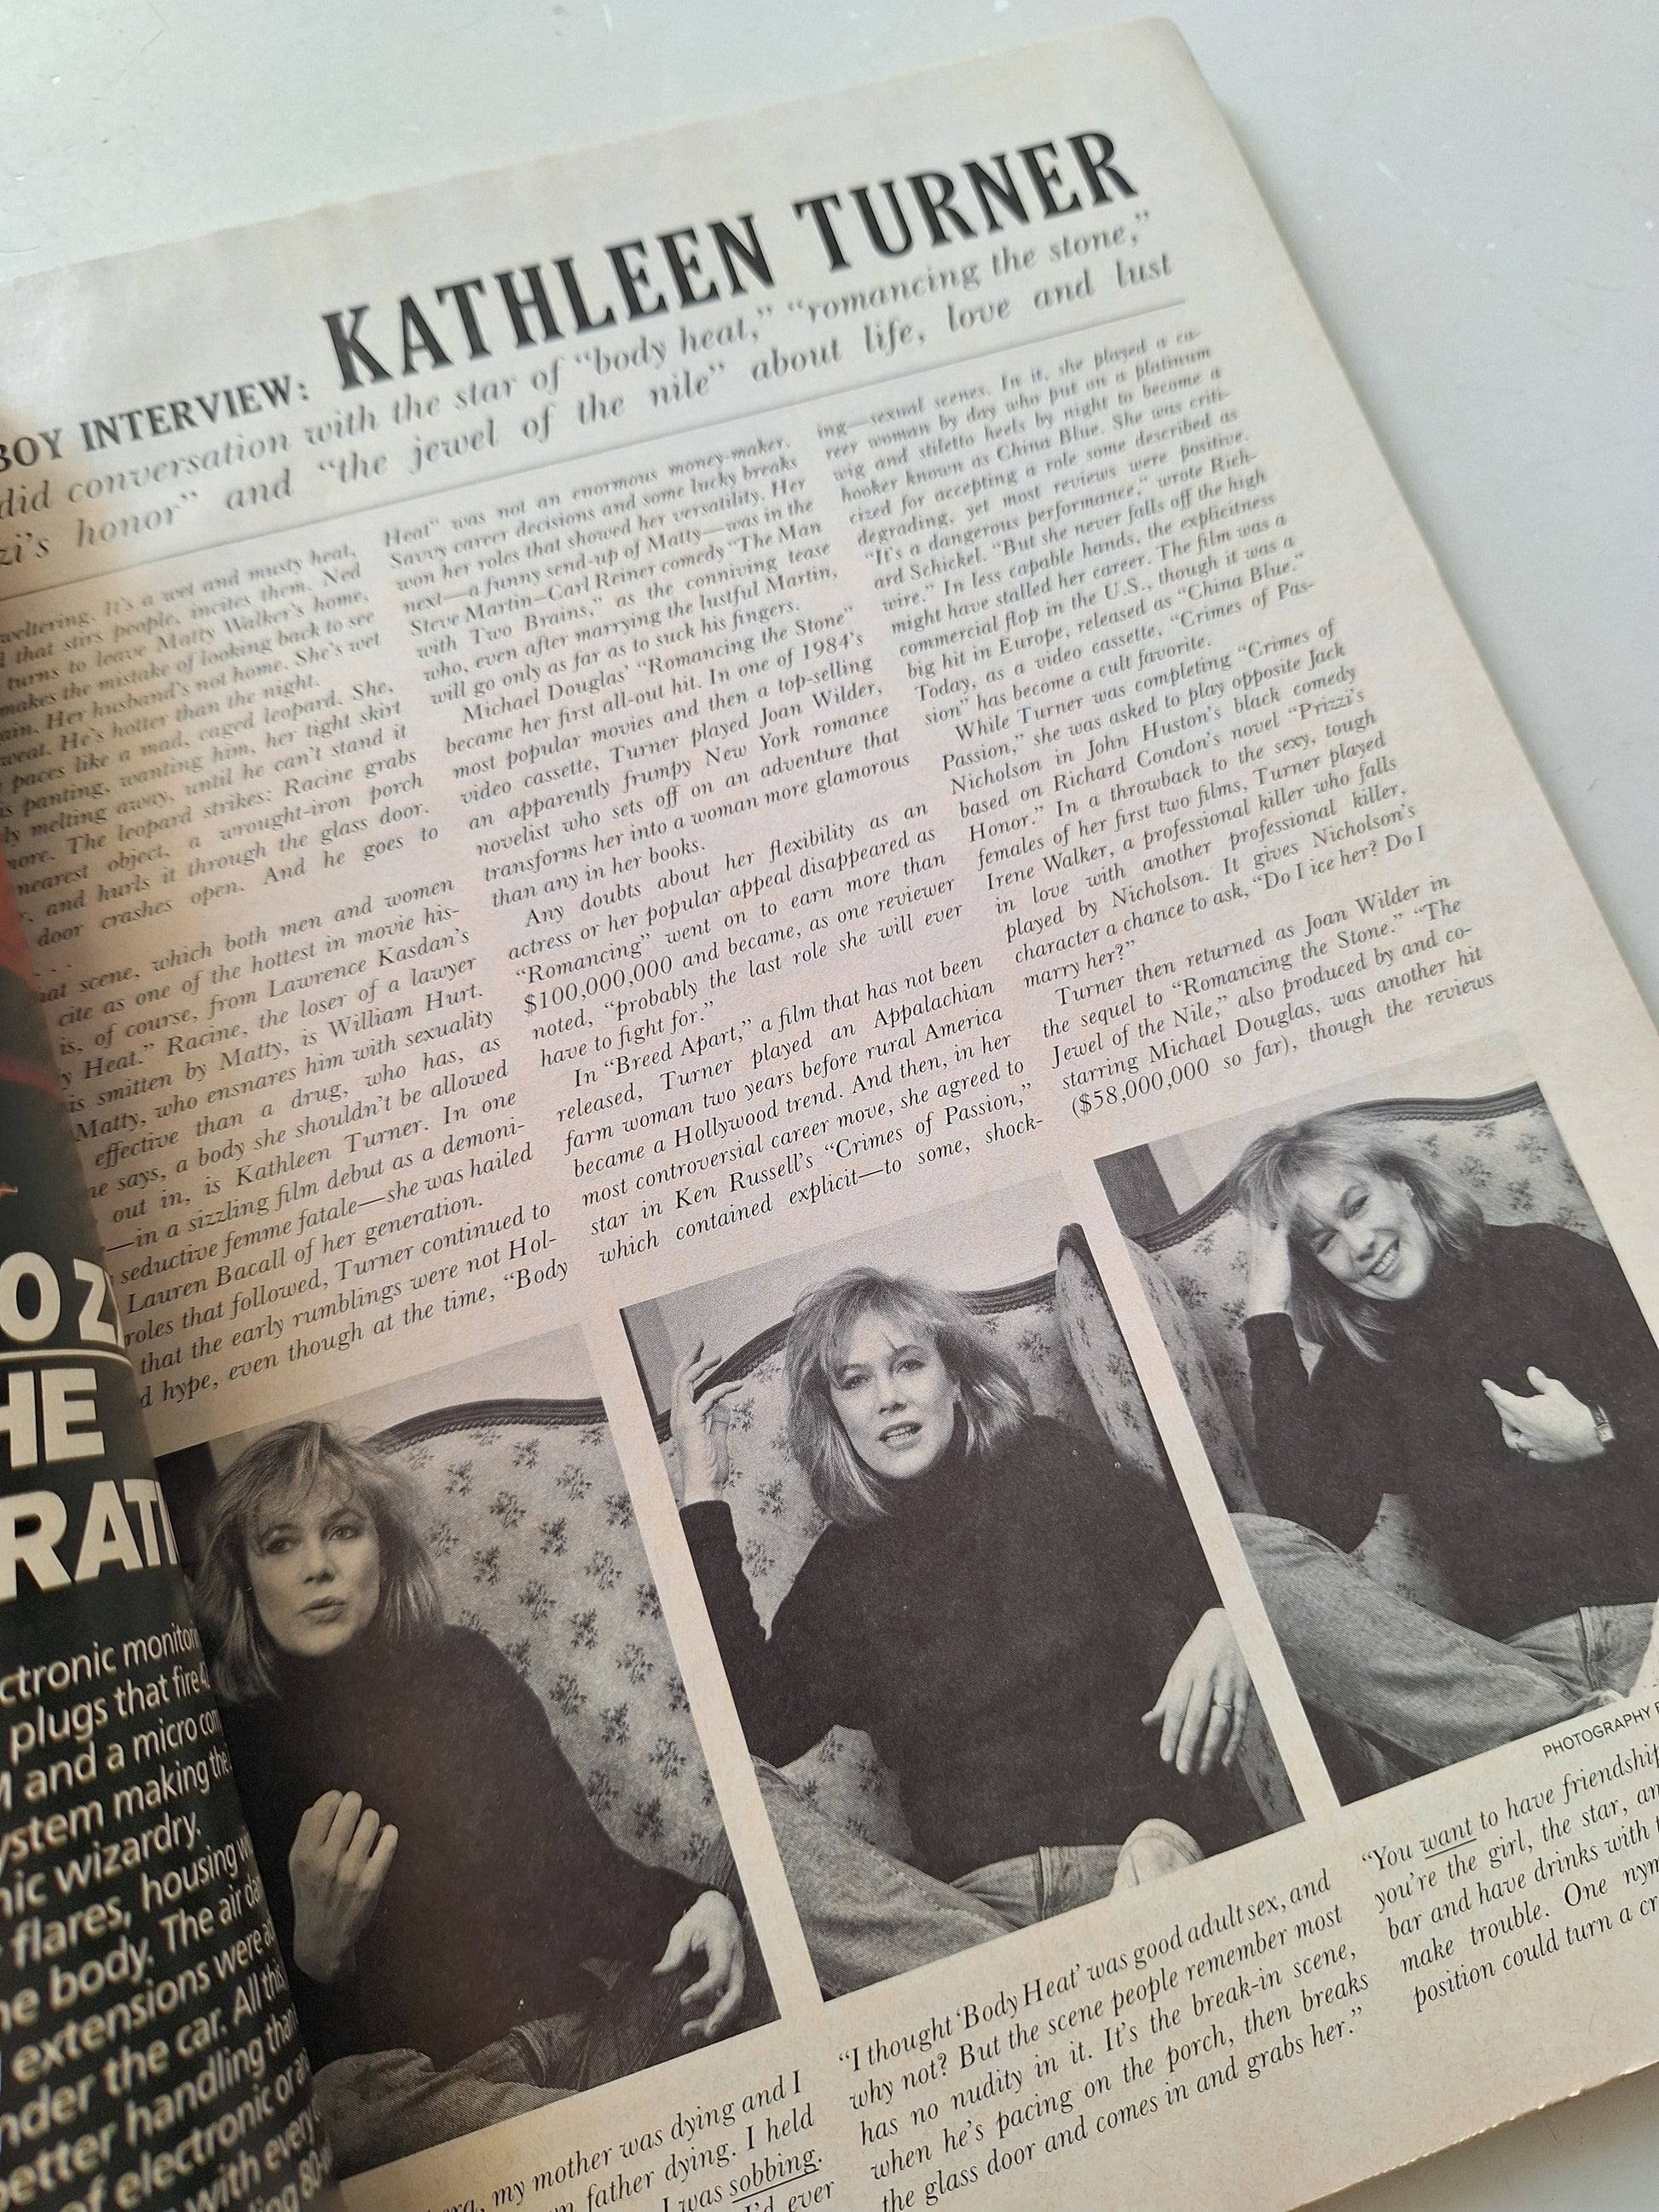 BOY INTERVIEW: KATHLEEN TURNER
did conversation with the star of “body heat,” “romancing the stone,”
zi's honor” and “the jewel of the nile” about life, love and lust
weltering. It's a wet and musty heat,
that stirs people, incites them. Ned
turns to leave Matty Walker's home,
makes the mistake of looking back to see
ain. Her husband's not home. She's wet
weat. He's hotter than the night.
paces like a mad, caged leopard. She,
is panting, wanting him, her tight skirt
ly melting away, until he can't stand it
more. The leopard strikes: Racine grabs
nearest object, a wrought-iron porch
r, and hurls it through the glass door.
door crashes open. And he goes to
. . .
hat scene, which both men and women
cite as one of the hottest in movie his-
is, of course, from Lawrence Kasdan's
y Heat.” Racine, the loser of a lawyer
is smitten by Matty, is William Hurt.
Matty, who ensnares him with sexuality
effective than a drug, who has, as
he says, a body she shouldn't be allowed
out in, is Kathleen Turner. In one
—in a sizzling film debut as a demoni-
seductive femme fatale—she was hailed
Lauren Bacall of her generation.
roles that followed, Turner continued to
that the early rumblings were not Hol-
d hype, even though at the time, “Body
Heat” was not an enormous money-maker.
Savvy career decisions and some lucky breaks
won her roles that showed her versatility. Her
next—a funny send-up of Matty—was in the
Steve Martin–Carl Reiner comedy “The Man
with Two Brains,” as the conniving tease
who, even after marrying the lustful Martin,
will go only as far as to suck his fingers.
Michael Douglas' “Romancing the Stone”
became her first all-out hit. In one of 1984's
most popular movies and then a top-selling
video cassette, Turner played Joan Wilder,
an apparently frumpy New York romance
novelist who sets off on an adventure that
transforms her into a woman more glamorous
than any in her books.
Any doubts about her flexibility as an
actress or her popular appeal disappeared as
“Romancing” went on to earn more than
$100,000,000 and became, as one reviewer
noted, “probably the last role she will ever
have to fight for.”
In “Breed Apart,” a film that has not been
released, Turner played an Appalachian
farm woman two years before rural America
became a Hollywood trend. And then, in her
most controversial career move, she agreed to
star in Ken Russell's “Crimes of Passion,”
which contained explicit—to some, shock-
ing—sexual scenes. In it, she played a ca-
reer woman by day who put on a platinum
wig and stiletto heels by night to become a
hooker known as China Blue. She was criti-
cized for accepting a role some described as
degrading, yet most reviews were positive.
“It's a dangerous performance,” wrote Rich-
ard Schickel. “But she never falls off the high
wire.” In less capable hands, the explicitness
might have stalled her career. The film was a
commercial flop in the U.S., though it was a
big hit in Europe, released as “China Blue.”
Today, as a video cassette, “Crimes of Pas-
sion” has become a cult favorite.
While Turner was completing “Crimes of
Passion,” she was asked to play opposite Jack
Nicholson in John Huston's black comedy
based on Richard Condon's novel “Prizzi's
Honor.” In a throwback to the sexy, tough
females of her first two films, Turner played
Irene Walker, a professional killer who falls
in love with another professional killer,
played by Nicholson. It gives Nicholson's
character a chance to ask, “Do I ice her? Do I
marry her?”
Turner then returned as Joan Wilder in
the sequel to “Romancing the Stone.” “The
Jewel of the Nile,” also produced by and co-
starring Michael Douglas, was another hit
($58,000,000 so far), though the reviews
PHOTOGRAPHY
my mother was dying and I
father dying. I held
I was sobbing.
I'd ever
“I thought ‘Body Heat’ was good adult sex, and
why not? But the scene people remember most
has no nudity in it. It's the break-in scene,
when he's pacing on the porch, then breaks
the glass door and comes in and grabs her.”
“You want to have friendship
you're the girl, the star, an
bar and have drinks with t
make trouble. One nym
position could turn a cr
OZ
HE
RATI
ctronic monitor
plugs that fire
and a micro com
ystem making the
nic wizardry.
flares, housing
ne body. The air da
extensions were al
nder the car. All this
better handling than
of electronic or
with every
80